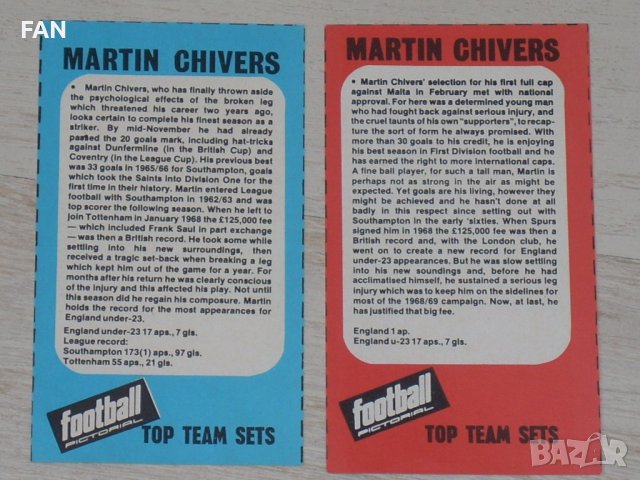 FAN
MARTIN CHIVERS
• Martin Chivers, who has finally thrown aside
the psychological effects of the broken leg
which threatened his career two years ago,
looks certain to complete his finest season as a
striker. By mid-November he had already
passed the 20 goals mark, including hat-tricks
against Dunfermline (in the British Cup) and
Coventry (in the League Cup). His previous best
was 33 goals in 1965/66 for Southampton, goals
which took the Saints into Division One for the
first time in their history. Martin entered League
football with Southampton in 1962/63 and was
top scorer the following season. When he left to
join Tottenham in January 1968 the £125,000 fee
— which included Frank Saul in part exchange
— was then a British record. He took some while
settling into his new surroundings, then
received a tragic set-back when breaking a leg
which kept him out of the game for a year. For
months after his return he was clearly conscious
of the injury and this affected his play. Not until
this season did he regain his composure. Martin
holds the record for the most appearances for
England under-23.
England under-23 17 aps., 7 gls.
League record:
Southampton 173(1) aps., 97 gls.
Tottenham 55 aps., 21 gls.
football
PICTORIAL
TOP TEAM SETS
MARTIN CHIVERS
• Martin Chivers' selection for his first full cap
against Malta in February met with national
approval. For here was a determined young man
who had fought back against serious injury, and
the cruel taunts of his own "supporters", to recap-
ture the sort of form he always promised. With
more than 30 goals to his credit, he is enjoying
his best season in First Division football and
he has earned the right to more international caps.
A fine ball player, for such a tall man, Martin is
perhaps not as strong in the air as might be
expected. Yet goals are his living, however they
might be achieved and he hasn't done at all
badly in this respect since setting out with
Southampton in the early 'sixties. When Spurs
signed him in 1968 the £125,000 fee was then a
British record and, with the London club, he
went on to create a new record for England
under-23 appearances. But he was slow settling
into his new soundings and, before he had
acclimatised himself, he sustained a serious leg
injury which was to keep him on the sidelines for
most of the 1968/69 campaign. Now, at last, he
has justified that big fee.
England 1 ap.
England u-23 17 aps., 7 gls.
football
PICTORIAL
TOP TEAM SETS
BAZAR
bg